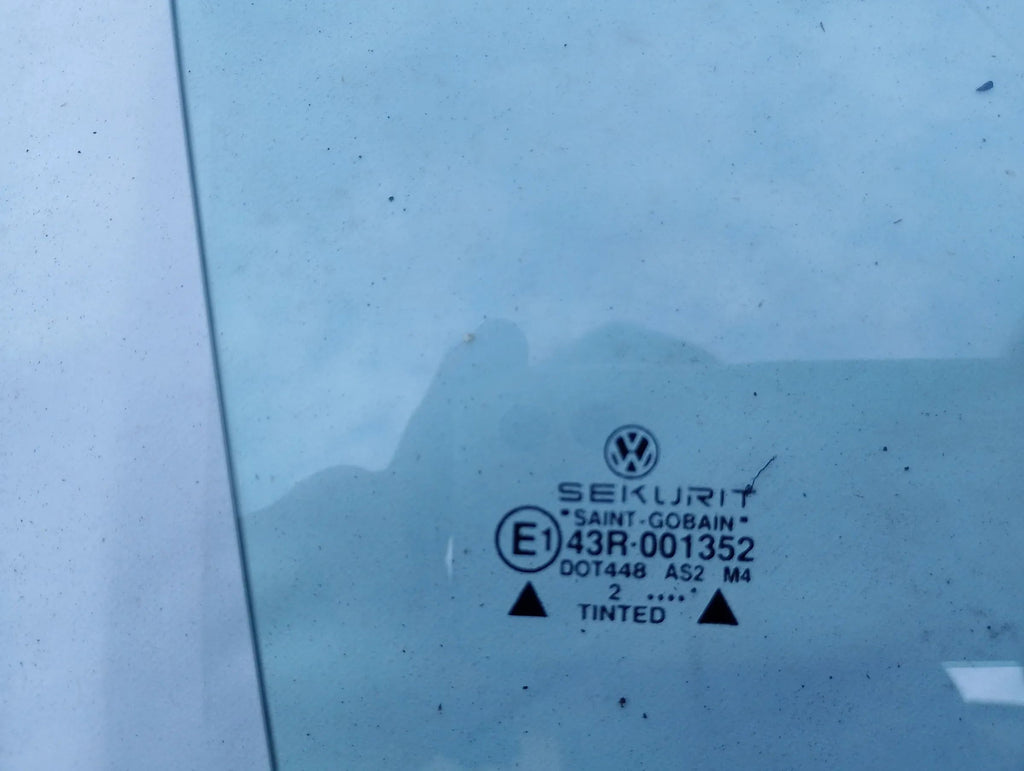 SEKURIT
"SAINT-GOBAIN"
E1 43R-001352
DOT448 AS2 M4
2 ....·
TINTED